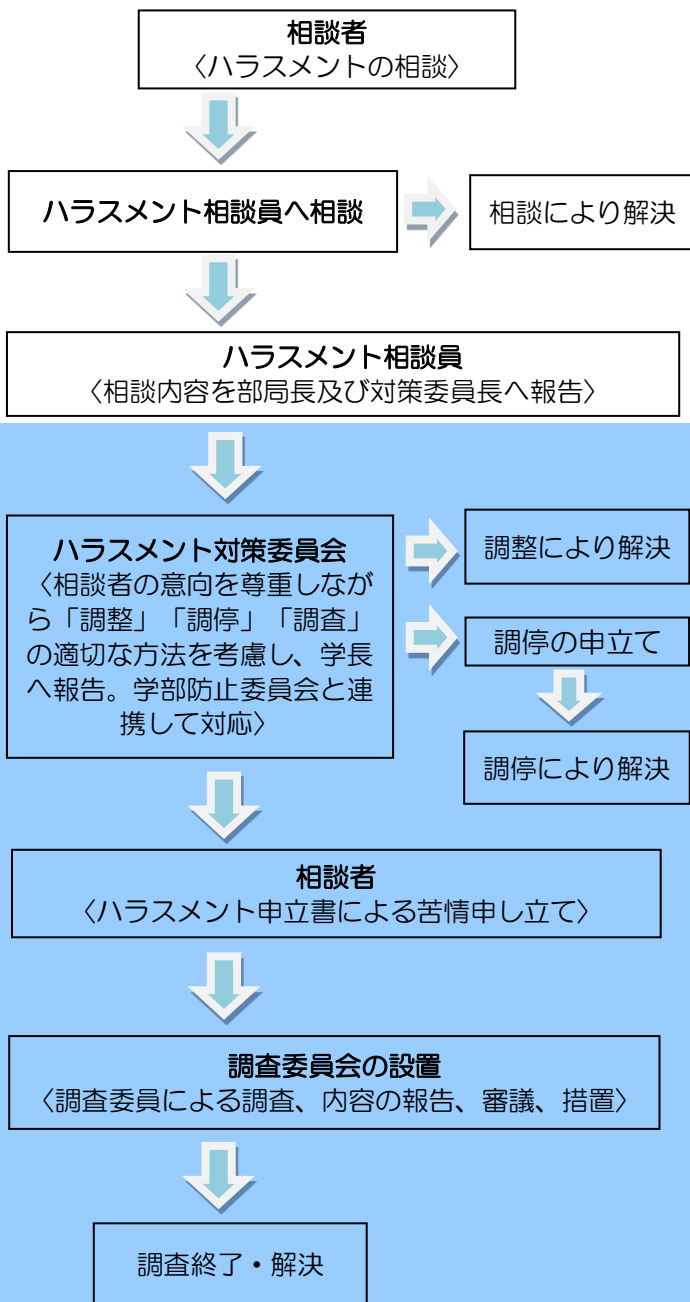 相談者
〈ハラスメントの相談〉
ハラスメント相談員へ相談
相談により解決
ハラスメント相談員
〈相談内容を部局長及び対策委員長へ報告〉
ハラスメント対策委員会
〈相談者の意向を尊重しなが
ら「調整」「調停」「調査」
の適切な方法を考慮し、学長
へ報告。学部防止委員会と連
携して対応〉
調整により解決
調停の申立て
調停により解決
相談者
〈ハラスメント申立書による苦情申し立て〉
調査委員会の設置
〈調査委員による調査、内容の報告、審議、措置〉
調査終了・解決